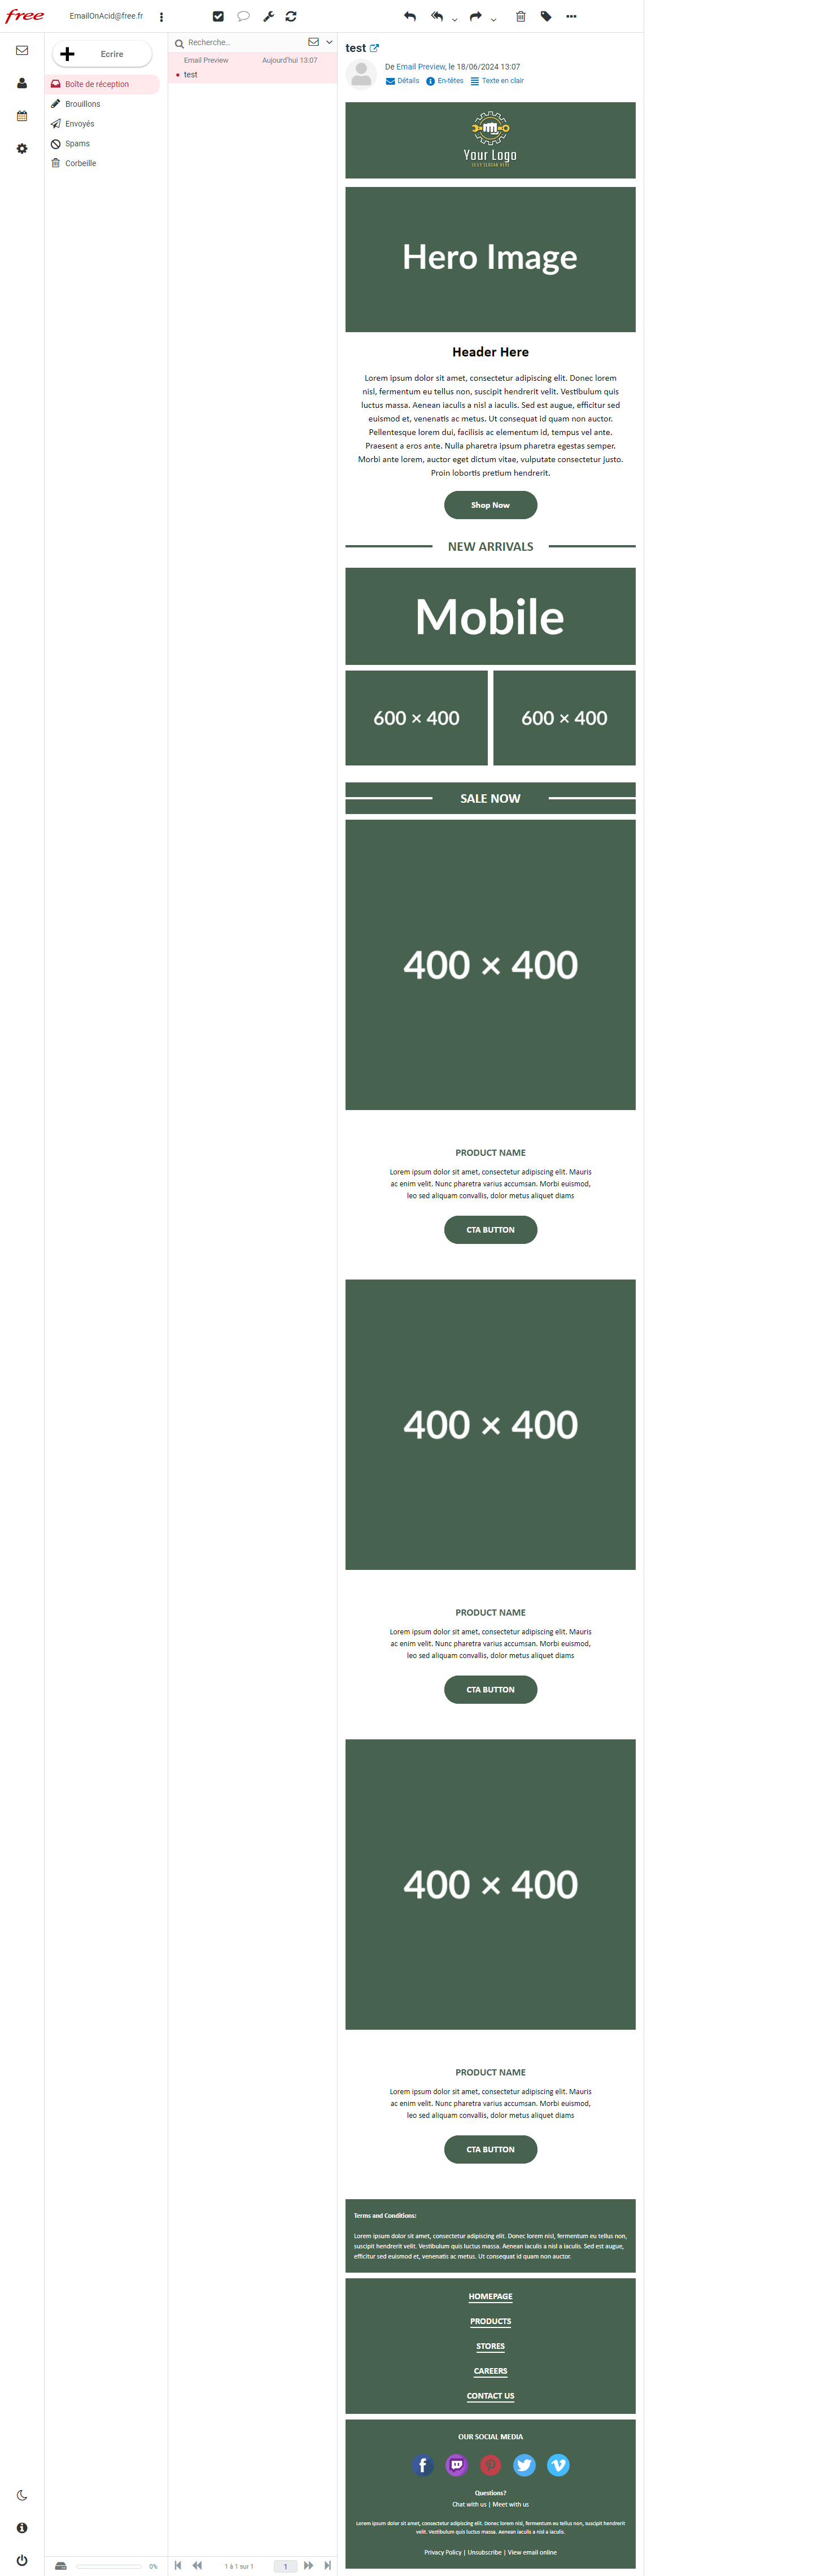 free
EmailOnAcid@free.fr
Ecrire
Boîte de réception
Brouillons
Envoyés
Spams
Corbeille
Recherche...
Email Preview Aujourd'hui 13:07
test
test
De Email Preview, le 18/06/2024 13:07
Détails En-têtes Texte en clair
Your Logo
Hero Image
Header Here
Lorem ipsum dolor sit amet, consectetur adipiscing elit. Donec lorem
nisl, fermentum eu tellus non, suscipit hendrerit velit. Vestibulum quis
luctus massa. Aenean iaculis a nisl a iaculis. Sed est augue, efficitur sed
euismod et, venenatis ac metus. Ut consequat id quam non auctor.
Pellentesque lorem dui, facilisis ac elementum id, tempus vel ante.
Praesent a eros ante. Nulla pharetra ipsum pharetra egestas semper.
Morbi ante lorem, auctor eget dictum vitae, vulputate consectetur justo.
Proin lobortis pretium hendrerit.
Shop Now
NEW ARRIVALS
Mobile
600 × 400 600 × 400
SALE NOW
400 × 400
PRODUCT NAME
Lorem ipsum dolor sit amet, consectetur adipiscing elit. Mauris
ac enim velit. Nunc pharetra varius accumsan. Morbi euismod,
leo sed aliquam convallis, dolor metus aliquet diams
CTA BUTTON
400 × 400
PRODUCT NAME
Lorem ipsum dolor sit amet, consectetur adipiscing elit. Mauris
ac enim velit. Nunc pharetra varius accumsan. Morbi euismod,
leo sed aliquam convallis, dolor metus aliquet diams
CTA BUTTON
400 × 400
PRODUCT NAME
Lorem ipsum dolor sit amet, consectetur adipiscing elit. Mauris
ac enim velit. Nunc pharetra varius accumsan. Morbi euismod,
leo sed aliquam convallis, dolor metus aliquet diams
CTA BUTTON
Terms and Conditions:
Lorem ipsum dolor sit amet, consectetur adipiscing elit. Donec lorem nisl, fermentum eu tellus non,
suscipit hendrerit velit. Vestibulum quis luctus massa. Aenean iaculis a nisl a iaculis. Sed est augue,
efficitur sed euismod et, venenatis ac metus. Ut consequat id quam non auctor.
HOMEPAGE
PRODUCTS
STORES
CAREERS
CONTACT US
OUR SOCIAL MEDIA
Questions?
Chat with us | Meet with us
Lorem ipsum dolor sit amet, consectetur adipiscing elit. Donec lorem nisl, fermentum eu tellus non, suscipit hendrerit
velit. Vestibulum quis luctus massa. Aenean iaculis a nisl a iaculis.
Privacy Policy | Unsubscribe | View email online
0% 1 à 1 sur 1 1